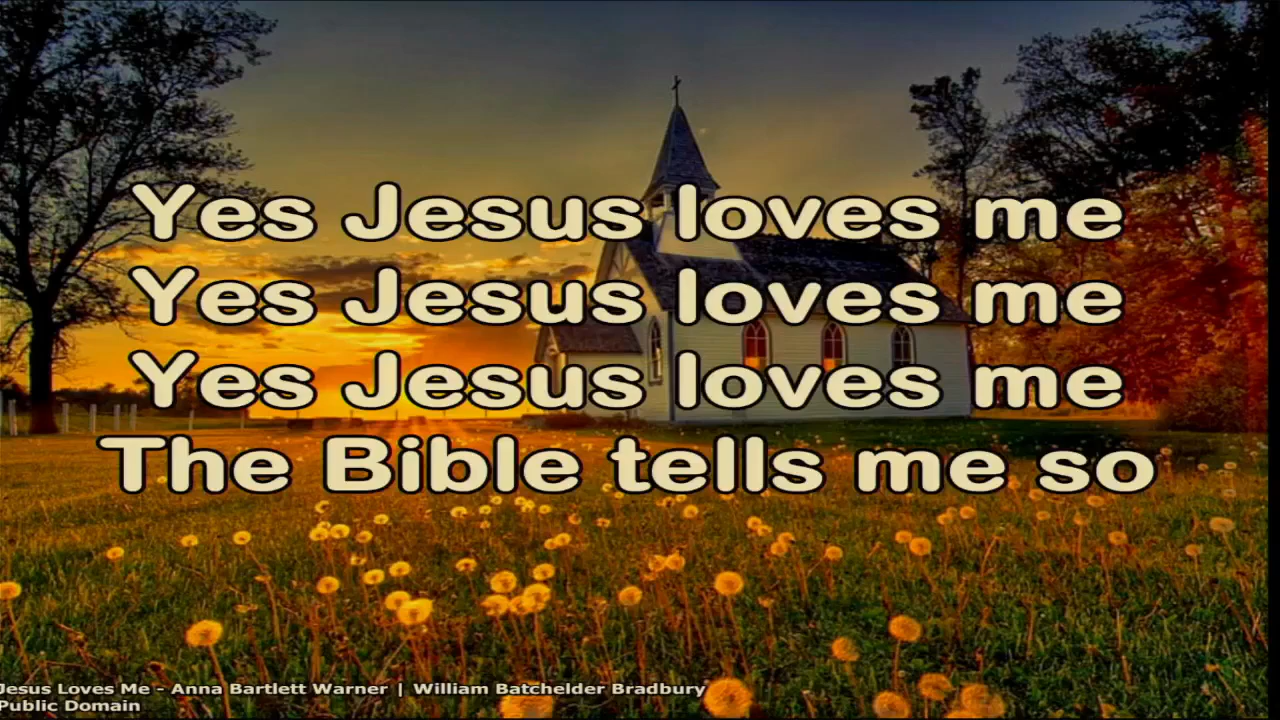 Yes Jesus loves me
Yes Jesus loves me
Yes Jesus loves me
The Bible tells me so
Jesus Loves Me - Anna Bartlett Warner | William Batchelder Bradbury
Public Domain